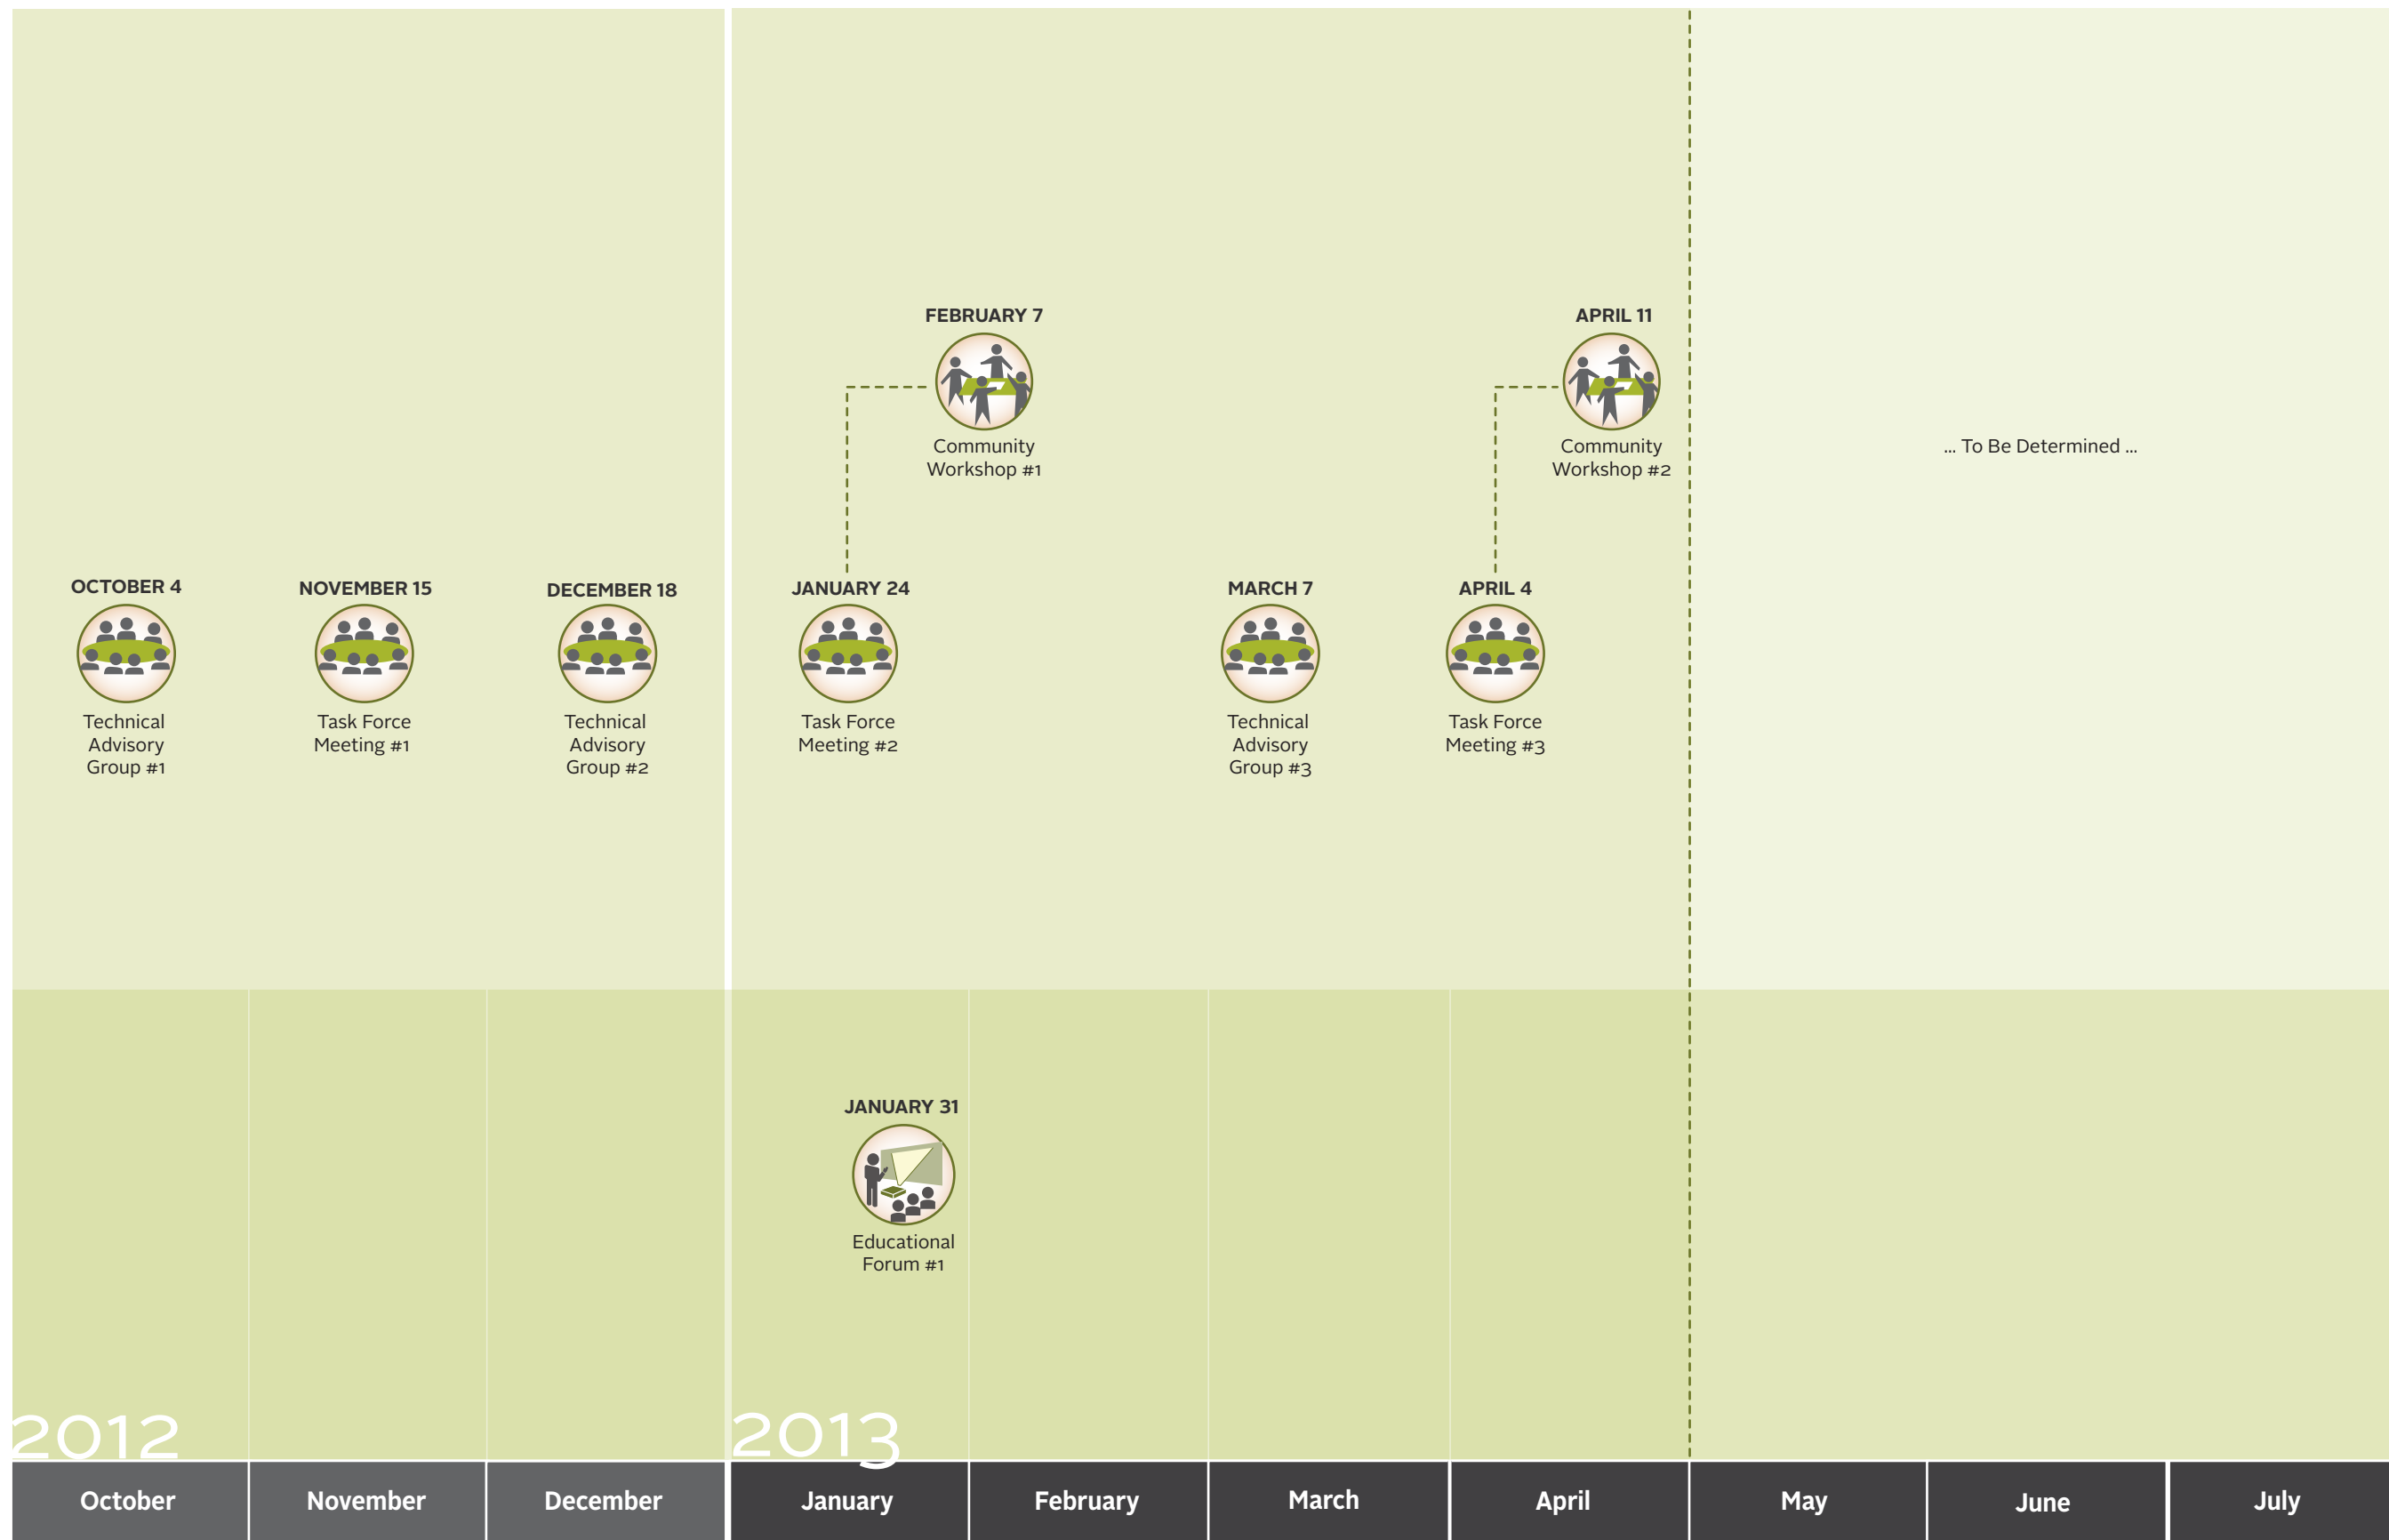 FEBRUARY 7
Community
Workshop #1
APRIL 11
Community
Workshop #2
... To Be Determined ...
OCTOBER 4
Technical
Advisory
Group #1
NOVEMBER 15
Task Force
Meeting #1
DECEMBER 18
Technical
Advisory
Group #2
JANUARY 24
Task Force
Meeting #2
MARCH 7
Technical
Advisory
Group #3
APRIL 4
Task Force
Meeting #3
JANUARY 31
Educational
Forum #1
2012
2013
October
November
December
January
February
March
April
May
June
July